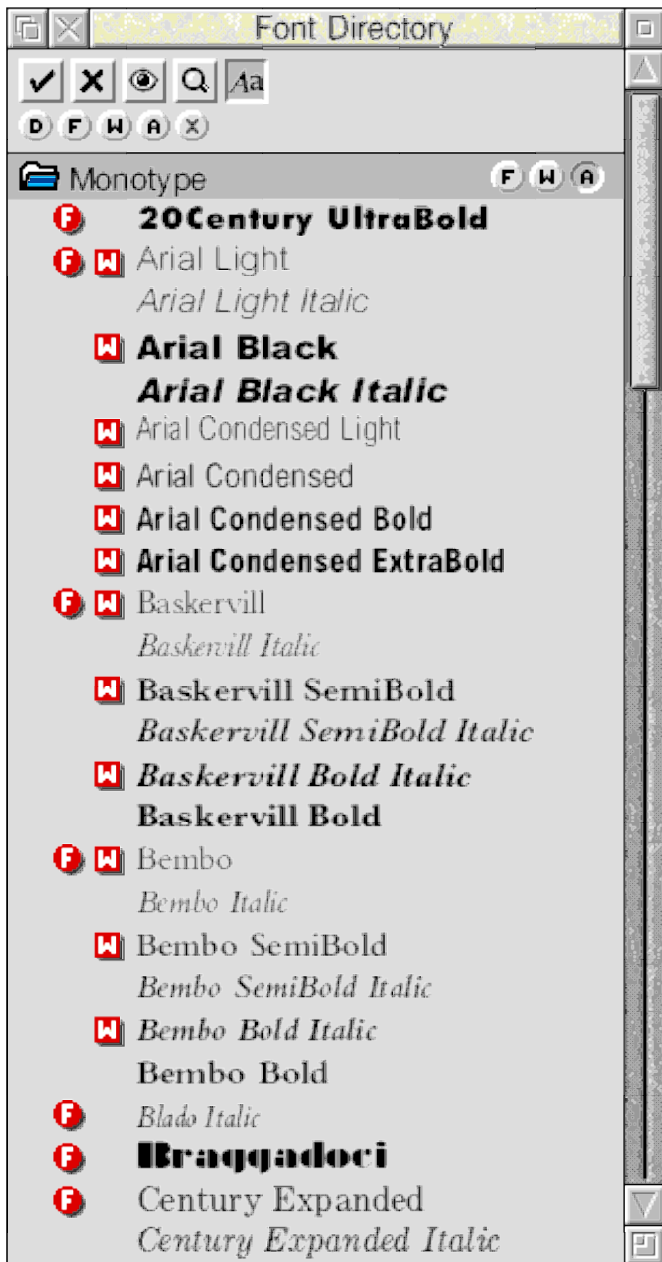 Font Directory
Aa
D F W A X
Monotype F W A
F 20Century UltraBold
F W Arial Light
Arial Light Italic
W Arial Black
Arial Black Italic
W Arial Condensed Light
W Arial Condensed
W Arial Condensed Bold
W Arial Condensed ExtraBold
F W Baskervill
Baskervill Italic
W Baskervill SemiBold
Baskervill SemiBold Italic
W Baskervill Bold Italic
Baskervill Bold
F W Bembo
Bembo Italic
W Bembo SemiBold
Bembo SemiBold Italic
W Bembo Bold Italic
Bembo Bold
F Blado Italic
F Braggadoci
F Century Expanded
Century Expanded Italic